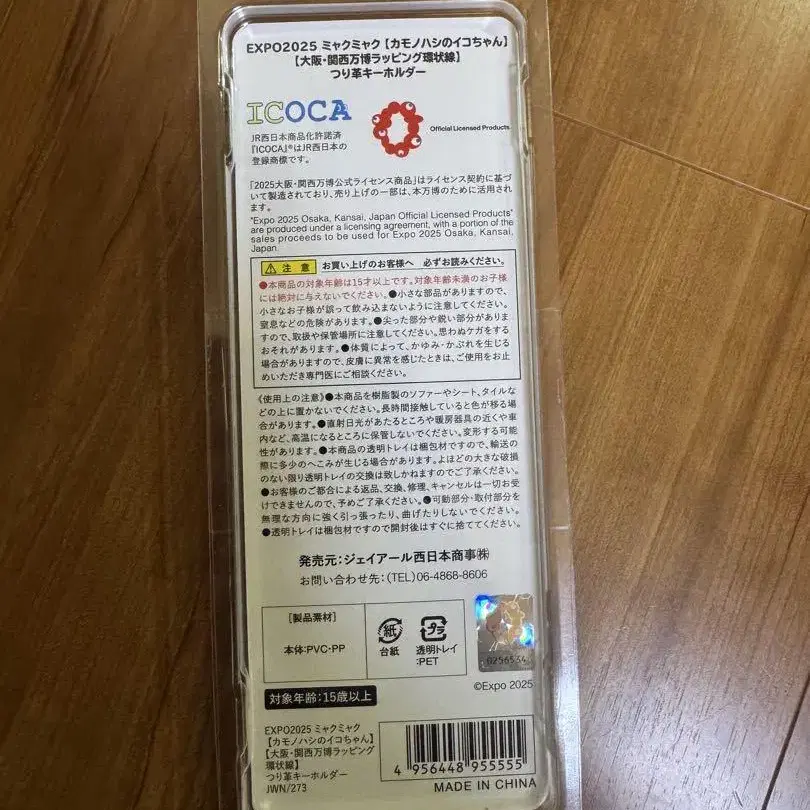 EXPO2025 ミャクミャク【カモノハシのイコちゃん】
【大阪・関西万博ラッピング環状線】
つり革キーホルダー
ICOCA
JR西日本商品化許諾済
『ICOCA』®はJR西日本の
登録商標です。
Official Licensed Products
「2025大阪・関西万博公式ライセンス商品」はライセンス契約に基づ
いて製造されており、売り上げの一部は、本万博のために活用され
ます。
"Expo 2025 Osaka, Kansai, Japan Official Licensed Products"
are produced under a licensing agreement, with a portion of the
sales proceeds to be used for Expo 2025 Osaka, Kansai,
Japan
⚠ 注 意 お買い上げのお客様へ 必ずお読みください。
●本商品の対象年齢は15才以上です。対象年齢未満のお子様
には絶対に与えないでください。●小さな部品がありますので、
小さなお子様が誤って飲み込まないように注意してください。
窒息などの危険があります。●尖った部分や鋭い部分がありま
すので、取扱や保管場所に注意してください。思わぬケガをする
おそれがあります。●体質によって、かゆみ・かぶれを生じる
場合がありますので、皮膚に異常を感じたときは、ご使用をお止
めいただき専門医にご相談ください。
《使用上の注意》●本商品を樹脂製のソファーやシート、タイルな
どの上に置かないでください。長時間接触していると色が移る場
合があります。●直射日光があたるところや暖房器具の近くや車
内など、高温になるところに保管しないでください。変形する可能
性があります。●本商品の透明トレイは梱包材ですので、輸送の
際に多少のへこみが生じる場合があります。よほどの大きな破損
のない限り透明トレイの交換は致しかねますのでご了承ください。
●お客様のご都合による返品、交換、修理、キャンセルは一切お受
けできませんので、予めご了承ください。●可動部分・取付部分を
無理な方向に強く引っ張ったり、曲げたりしないでください。
●透明トレイは梱包材ですので開封後はすぐに捨ててください。
発売元:ジェイアール西日本商事㈱
お問い合わせ先:(TEL)06-4868-8606
[製品素材]
本体:PVC・PP
紙
台紙
プラ
透明トレイ
:PET
0256534
©Expo 2025
対象年齢:15歳以上
EXPO2025 ミャクミャク
【カモノハシのイコちゃん】
【大阪・関西万博ラッピング
環状線】
つり革キーホルダー
JWN/273
4 956448 955555
MADE IN CHINA